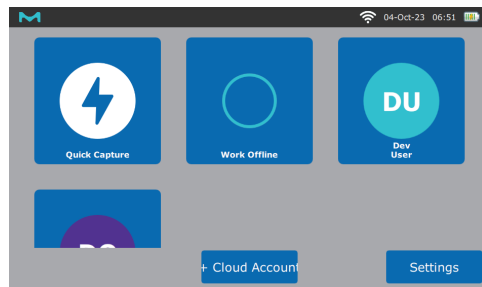 04-Oct-23 06:51
DU
Quick Capture
Work Offline
Dev
User
+ Cloud Account
Settings